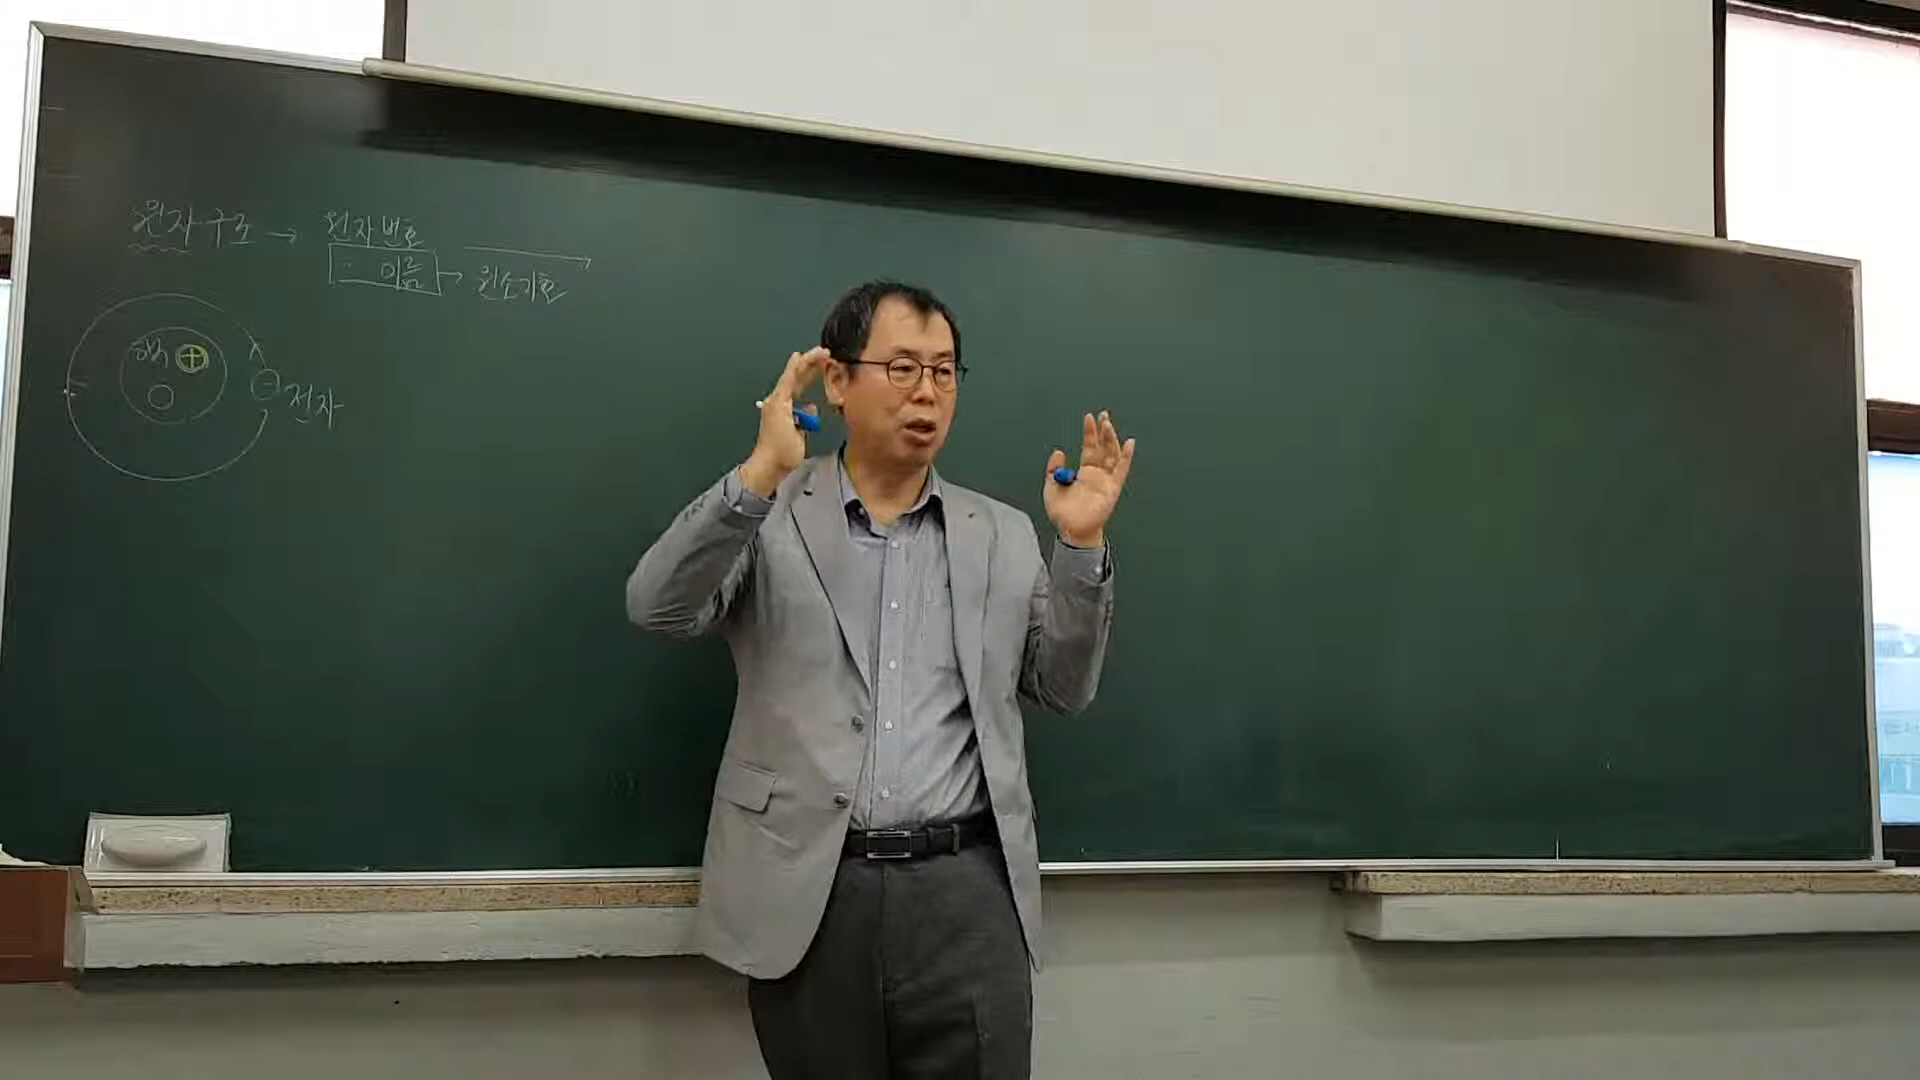 원자구조 → 원자번호 →
이름 → 원소기호
핵 ⊕
⊖ 전자